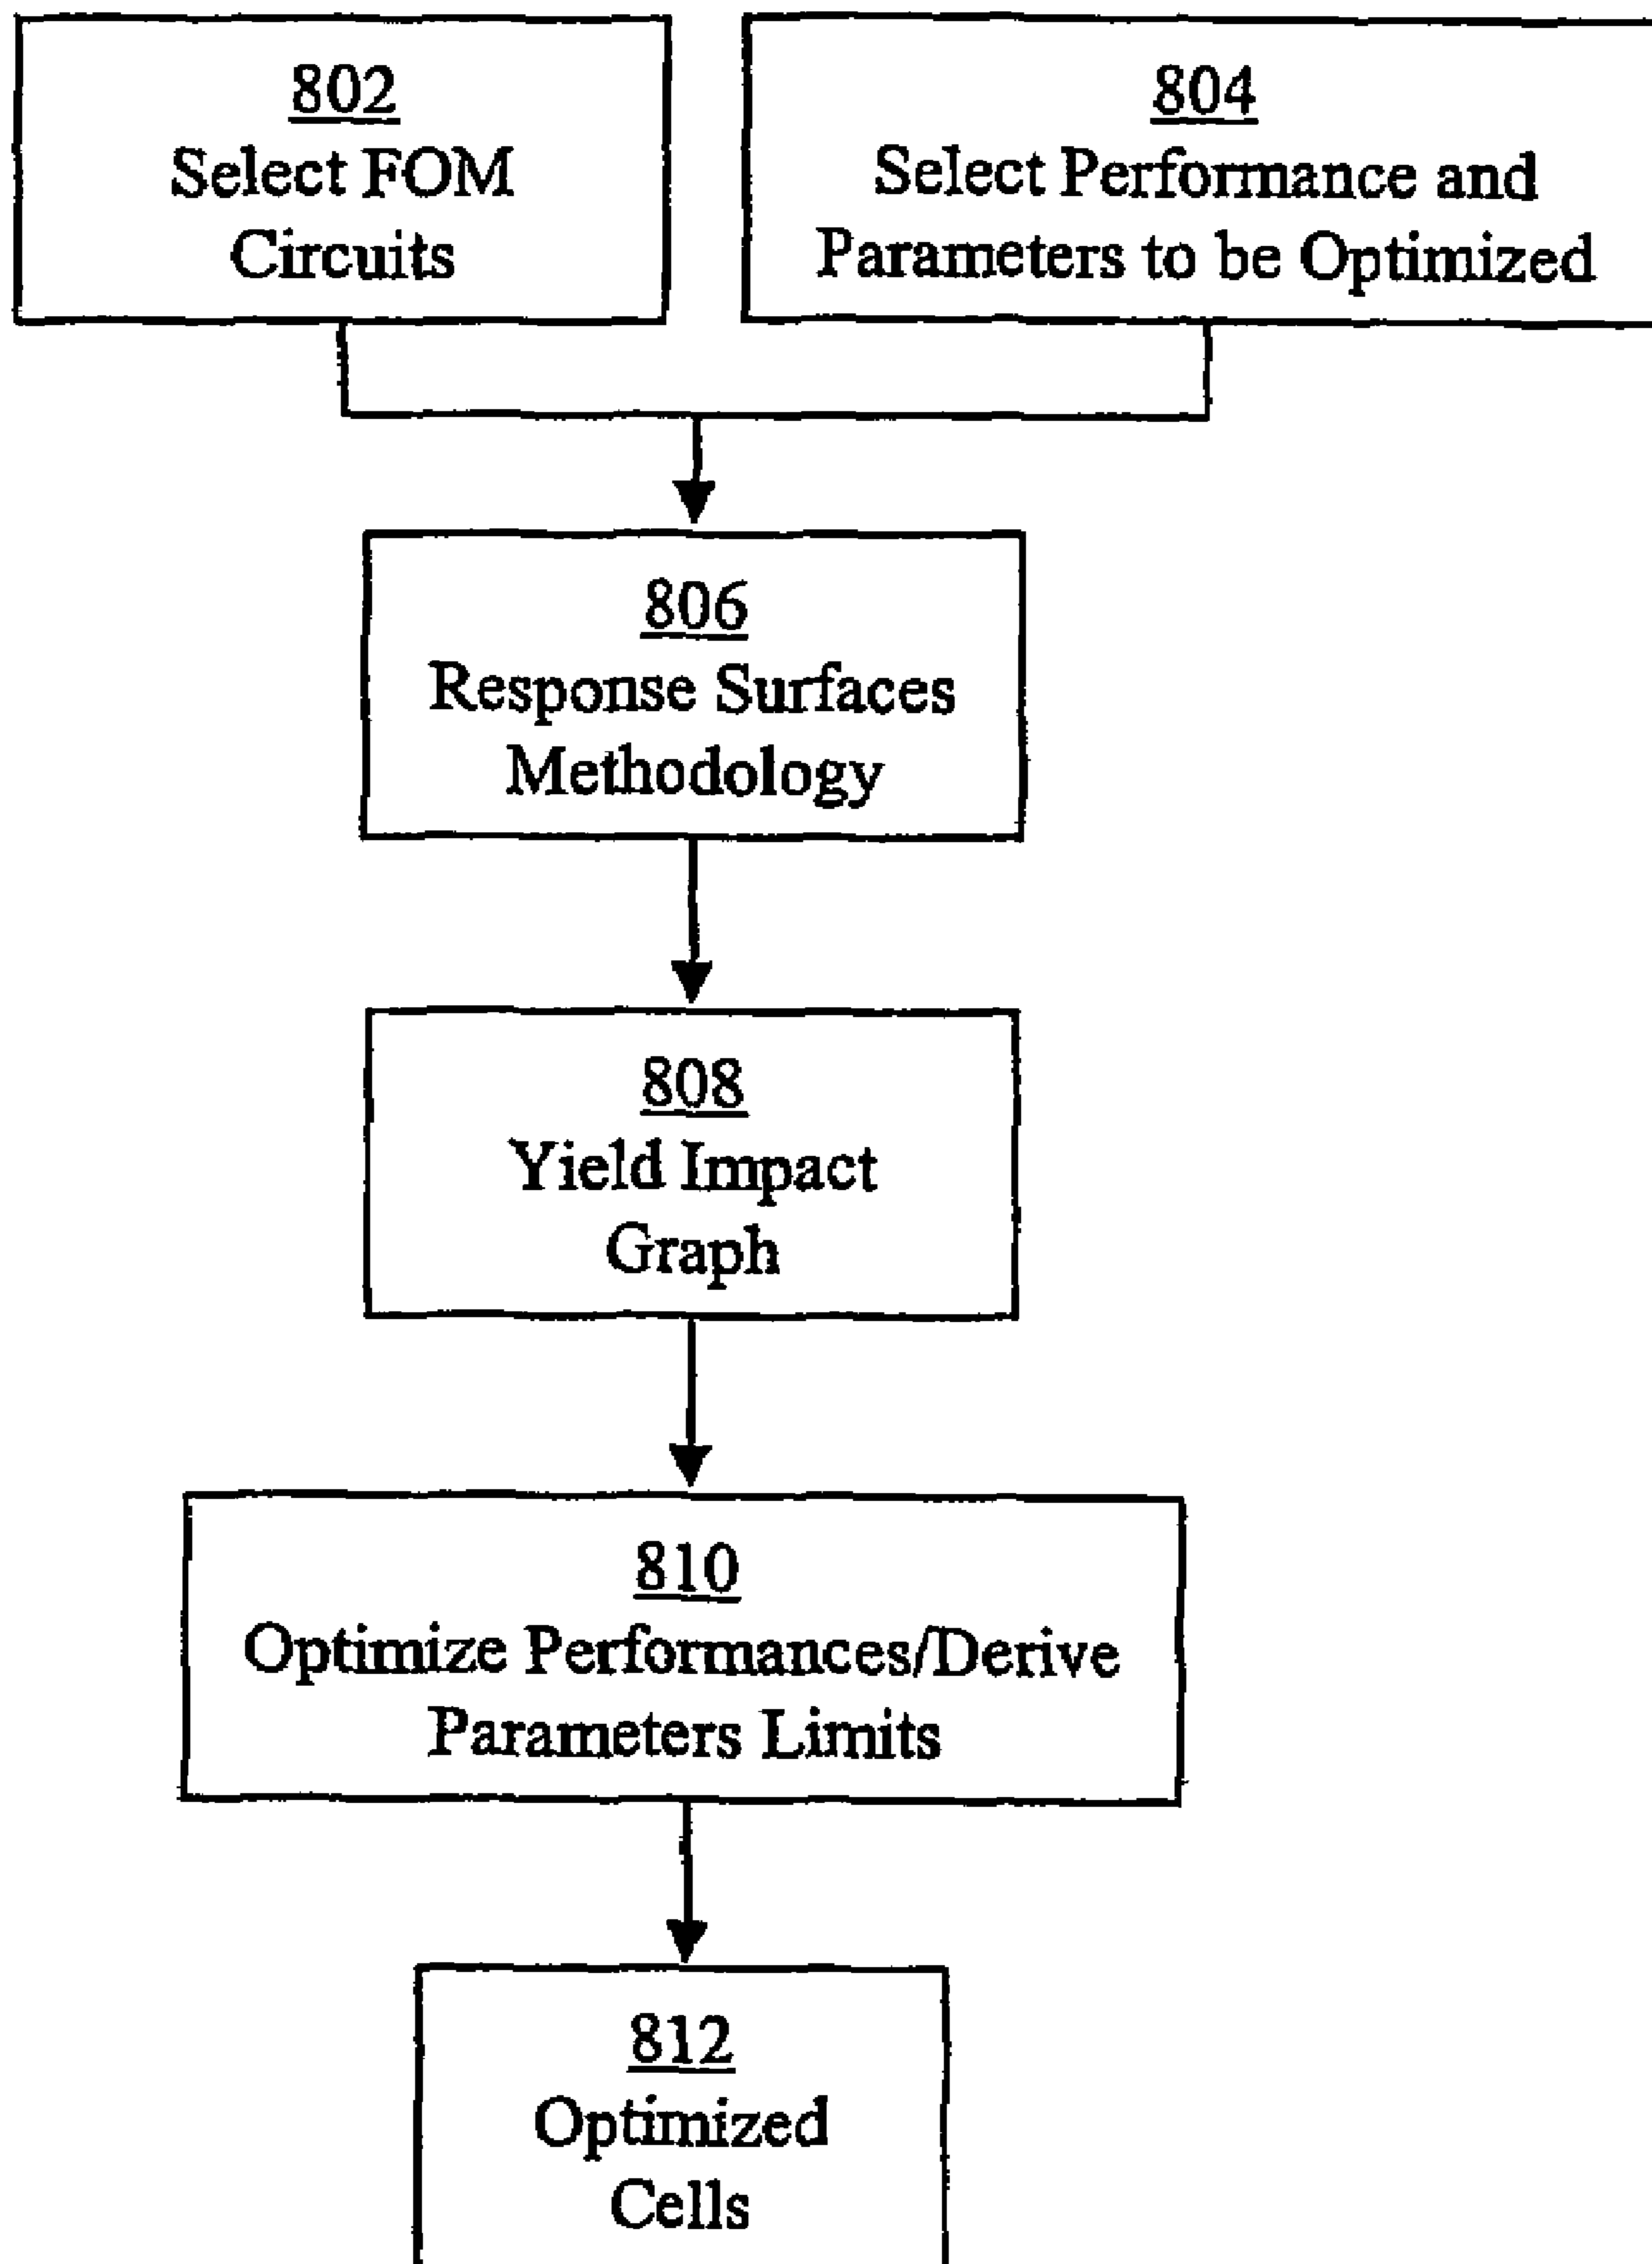 802
Select FOM
Circuits
804
Select Performance and
Parameters to be Optimized
806
Response Surfaces
Methodology
808
Yield Impact
Graph
810
Optimize Performances/Derive
Parameters Limits
812
Optimized
Cells